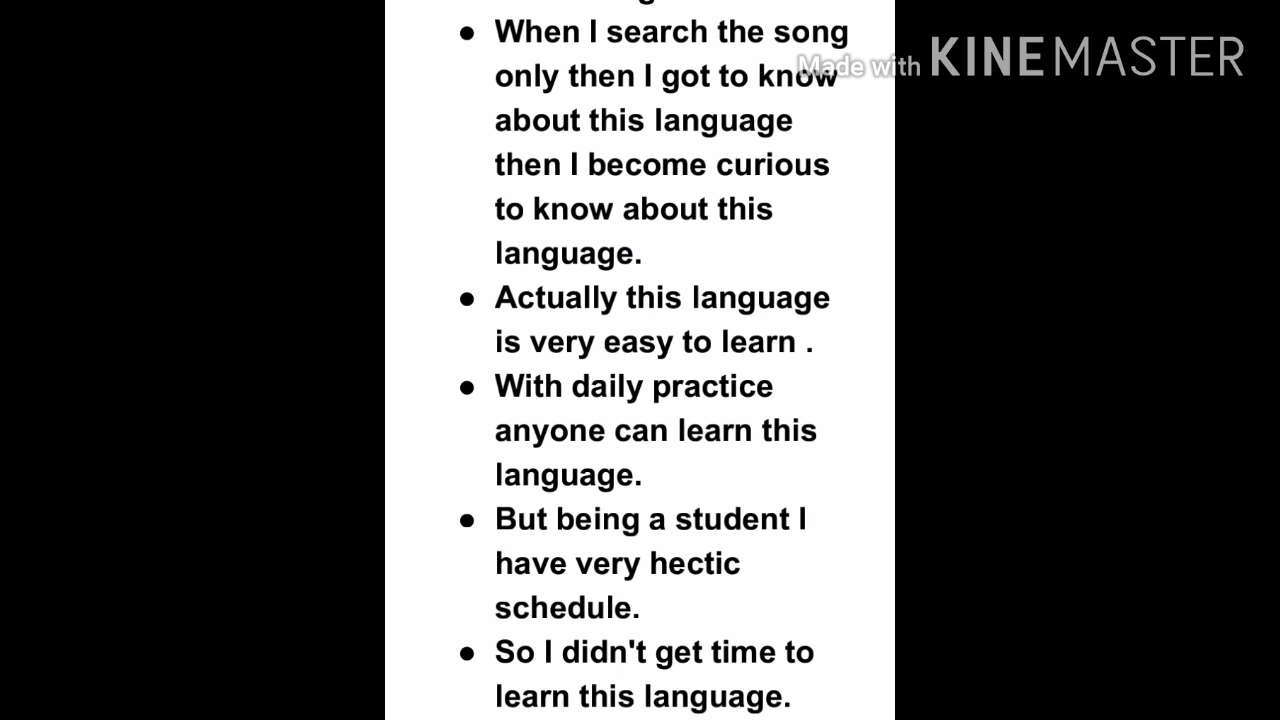 ● When I search the song
only then I got to know
about this language
then I become curious
to know about this
language.
● Actually this language
is very easy to learn .
● With daily practice
anyone can learn this
language.
● But being a student I
have very hectic
schedule.
● So I didn't get time to
learn this language.
Made with KINEMASTER